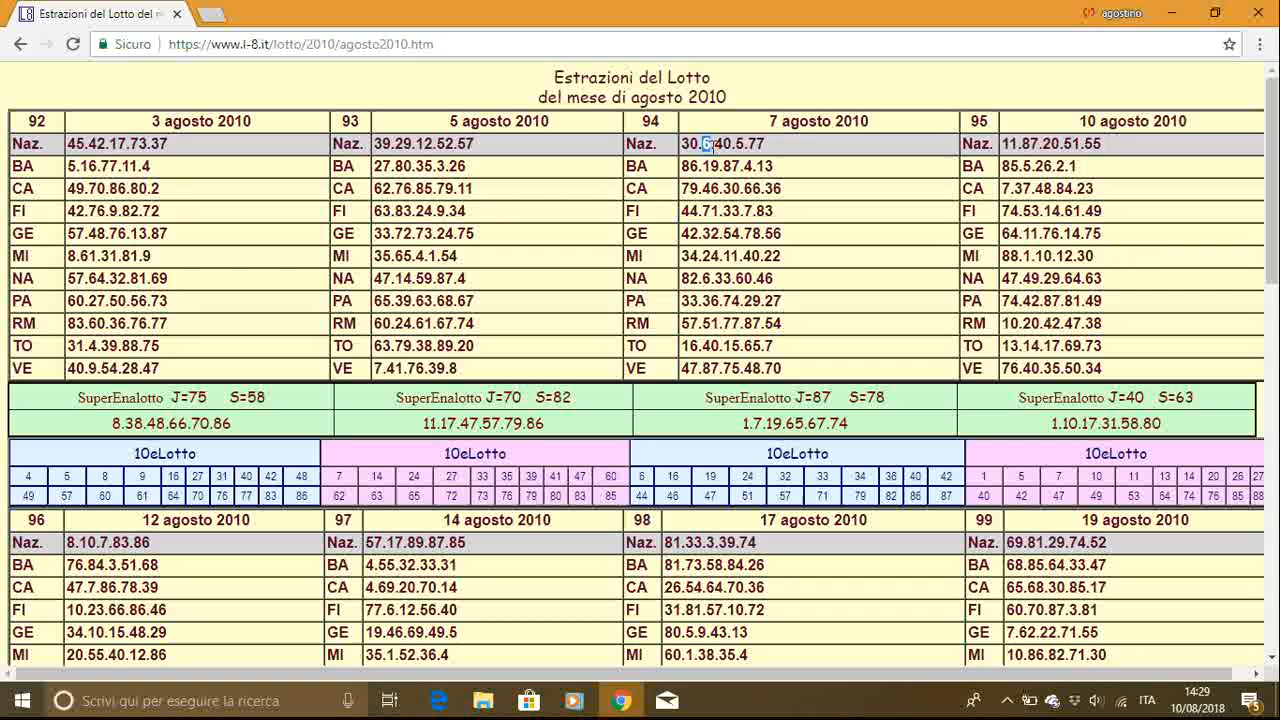 Estrazioni del Lotto del m
agostino
Sicuro https://www.l-8.it/lotto/2010/agosto2010.htm
Estrazioni del Lotto
del mese di agosto 2010
92 3 agosto 2010 93 5 agosto 2010 94 7 agosto 2010 95 10 agosto 2010
Naz. 45.42.17.73.37 Naz. 39.29.12.52.57 Naz. 30.6.40.5.77 Naz. 11.87.20.51.55
BA 5.16.77.11.4 BA 27.80.35.3.26 BA 86.19.87.4.13 BA 85.5.26.2.1
CA 49.70.86.80.2 CA 62.76.85.79.11 CA 79.46.30.66.36 CA 7.37.48.84.23
FI 42.76.9.82.72 FI 63.83.24.9.34 FI 44.71.33.7.83 FI 74.53.14.61.49
GE 57.48.76.13.87 GE 33.72.73.24.75 GE 42.32.54.78.56 GE 64.11.76.14.75
MI 8.61.31.81.9 MI 35.65.4.1.54 MI 34.24.11.40.22 MI 88.1.10.12.30
NA 57.64.32.81.69 NA 47.14.59.87.4 NA 82.6.33.60.46 NA 47.49.29.64.63
PA 60.27.50.56.73 PA 65.39.63.68.67 PA 33.36.74.29.27 PA 74.42.87.81.49
RM 83.60.36.76.77 RM 60.24.61.67.74 RM 57.51.77.87.54 RM 10.20.42.47.38
TO 31.4.39.88.75 TO 63.79.38.89.20 TO 16.40.15.65.7 TO 13.14.17.69.73
VE 40.9.54.28.47 VE 7.41.76.39.8 VE 47.87.75.48.70 VE 76.40.35.50.34
SuperEnalotto J=75 S=58 SuperEnalotto J=70 S=82 SuperEnalotto J=87 S=78 SuperEnalotto J=40 S=63
8.38.48.66.70.86 11.17.47.57.79.86 1.7.19.65.67.74 1.10.17.31.58.80
10eLotto 10eLotto 10eLotto 10eLotto
4 5 8 9 16 27 31 40 42 48 7 14 24 27 33 35 39 41 47 60 6 16 19 24 32 33 34 36 40 42 1 5 7 10 11 13 14 20 26 27
49 57 60 61 64 70 76 77 83 86 62 63 65 72 73 79 76 80 83 85 44 46 47 51 57 71 79 82 86 87 40 42 47 49 53 64 74 76 85 88
96 12 agosto 2010 97 14 agosto 2010 98 17 agosto 2010 99 19 agosto 2010
Naz. 8.10.7.83.86 Naz. 57.17.89.87.85 Naz. 81.33.3.39.74 Naz. 69.81.29.74.52
BA 76.84.3.51.68 BA 4.55.32.33.31 BA 81.73.58.84.26 BA 68.85.64.33.47
CA 47.7.86.78.39 CA 4.69.20.70.14 CA 26.54.64.70.36 CA 65.68.30.85.17
FI 10.23.66.86.46 FI 77.6.12.56.40 FI 31.81.57.10.72 FI 60.70.87.3.81
GE 34.10.15.48.29 GE 19.46.69.49.5 GE 80.5.9.43.13 GE 7.62.22.71.55
MI 20.55.40.12.86 MI 35.1.52.36.4 MI 60.1.38.35.4 MI 10.86.82.71.30
Scrivi qui per eseguire la ricerca
ITA
14:29
10/08/2018
5